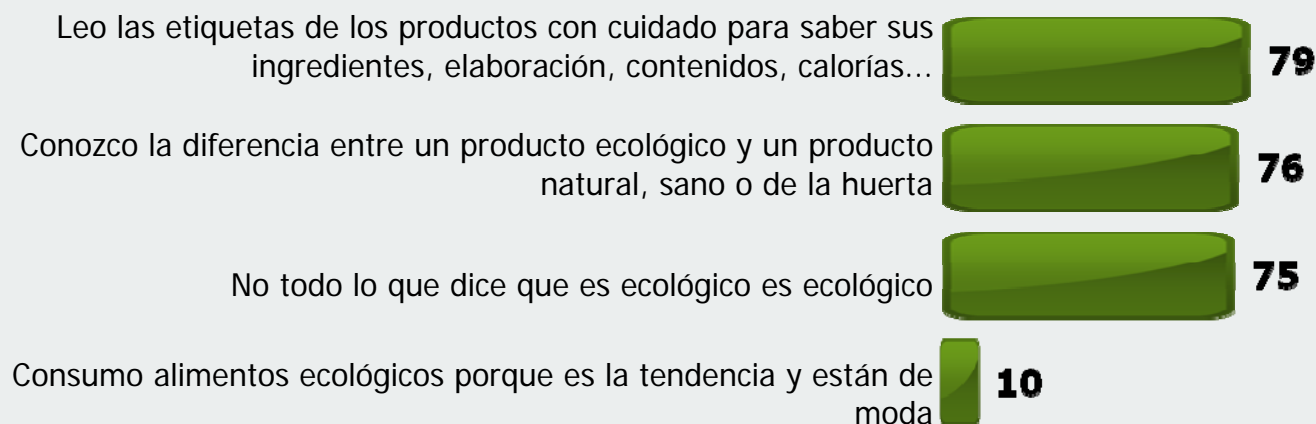 Leo las etiquetas de los productos con cuidado para saber sus
ingredientes, elaboración, contenidos, calorías...
79
Conozco la diferencia entre un producto ecológico y un producto
natural, sano o de la huerta
76
No todo lo que dice que es ecológico es ecológico
75
Consumo alimentos ecológicos porque es la tendencia y están de
moda
10